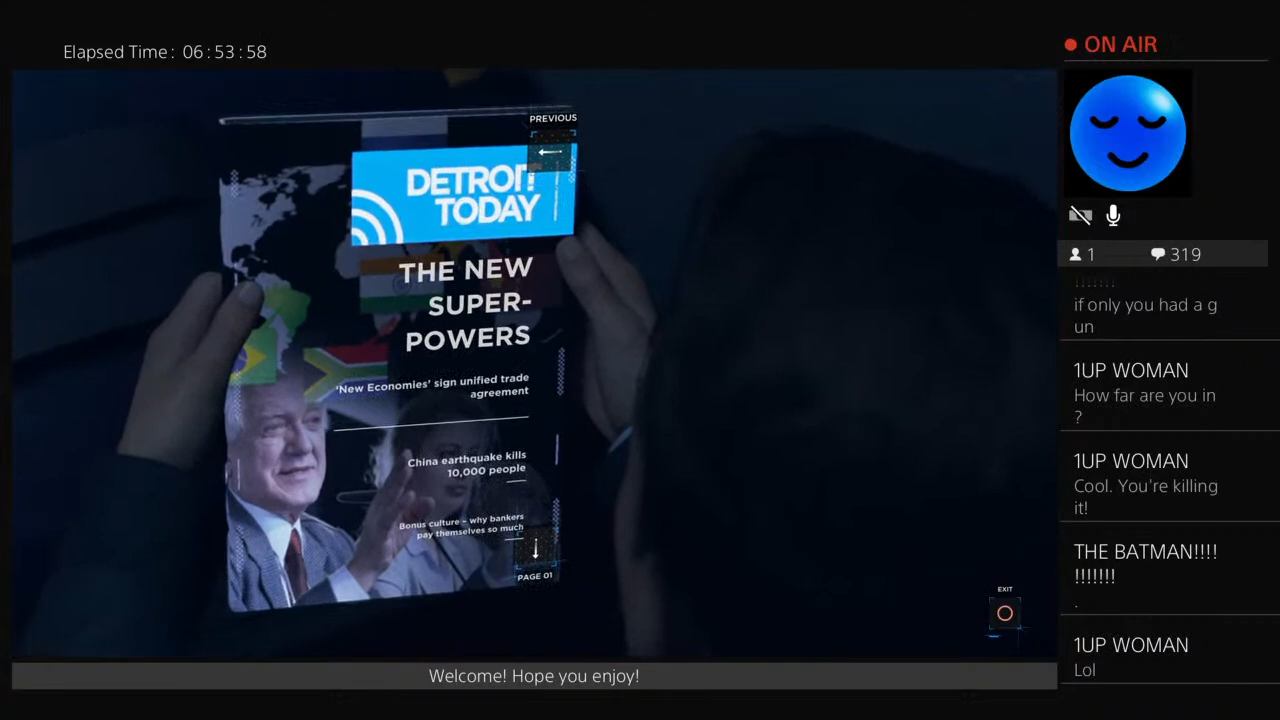 Elapsed Time: 06:53:58
ON AIR
PREVIOUS
DETROIT
TODAY
THE NEW
SUPER-
POWERS
'New Economies' sign unified trade
agreement
China earthquake kills
10,000 people
Bonus culture - why bankers
pay themselves so much
PAGE 01
EXIT
Welcome! Hope you enjoy!
1
319
!!!!!!!
if only you had a g
un
1UP WOMAN
How far are you in
?
1UP WOMAN
Cool. You're killing
it!
THE BATMAN!!!!
!!!!!!!
.
1UP WOMAN
Lol